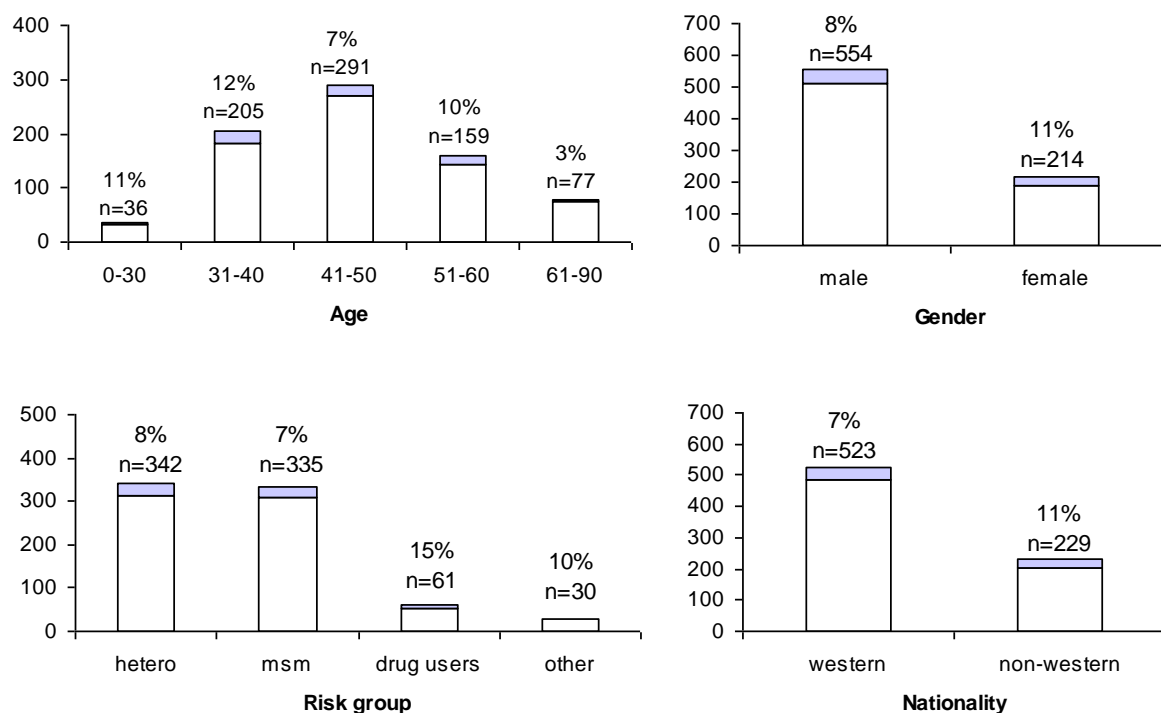 400
300
200
100
0
11%
n=36
12%
n=205
7%
n=291
10%
n=159
3%
n=77
0-30 31-40 41-50 51-60 61-90
Age
700
600
500
400
300
200
100
0
8%
n=554
11%
n=214
male female
Gender
500
400
300
200
100
0
8%
n=342
7%
n=335
15%
n=61
10%
n=30
hetero msm drug users other
Risk group
700
600
500
400
300
200
100
0
7%
n=523
11%
n=229
western non-western
Nationality